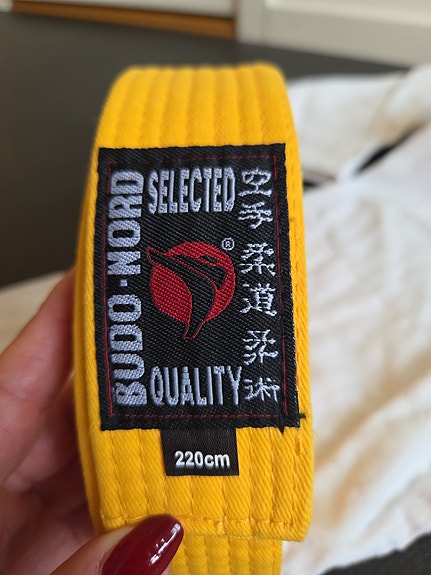 BUDO-NORD
SELECTED
®
QUALITY
空手 柔道 柔術
220cm